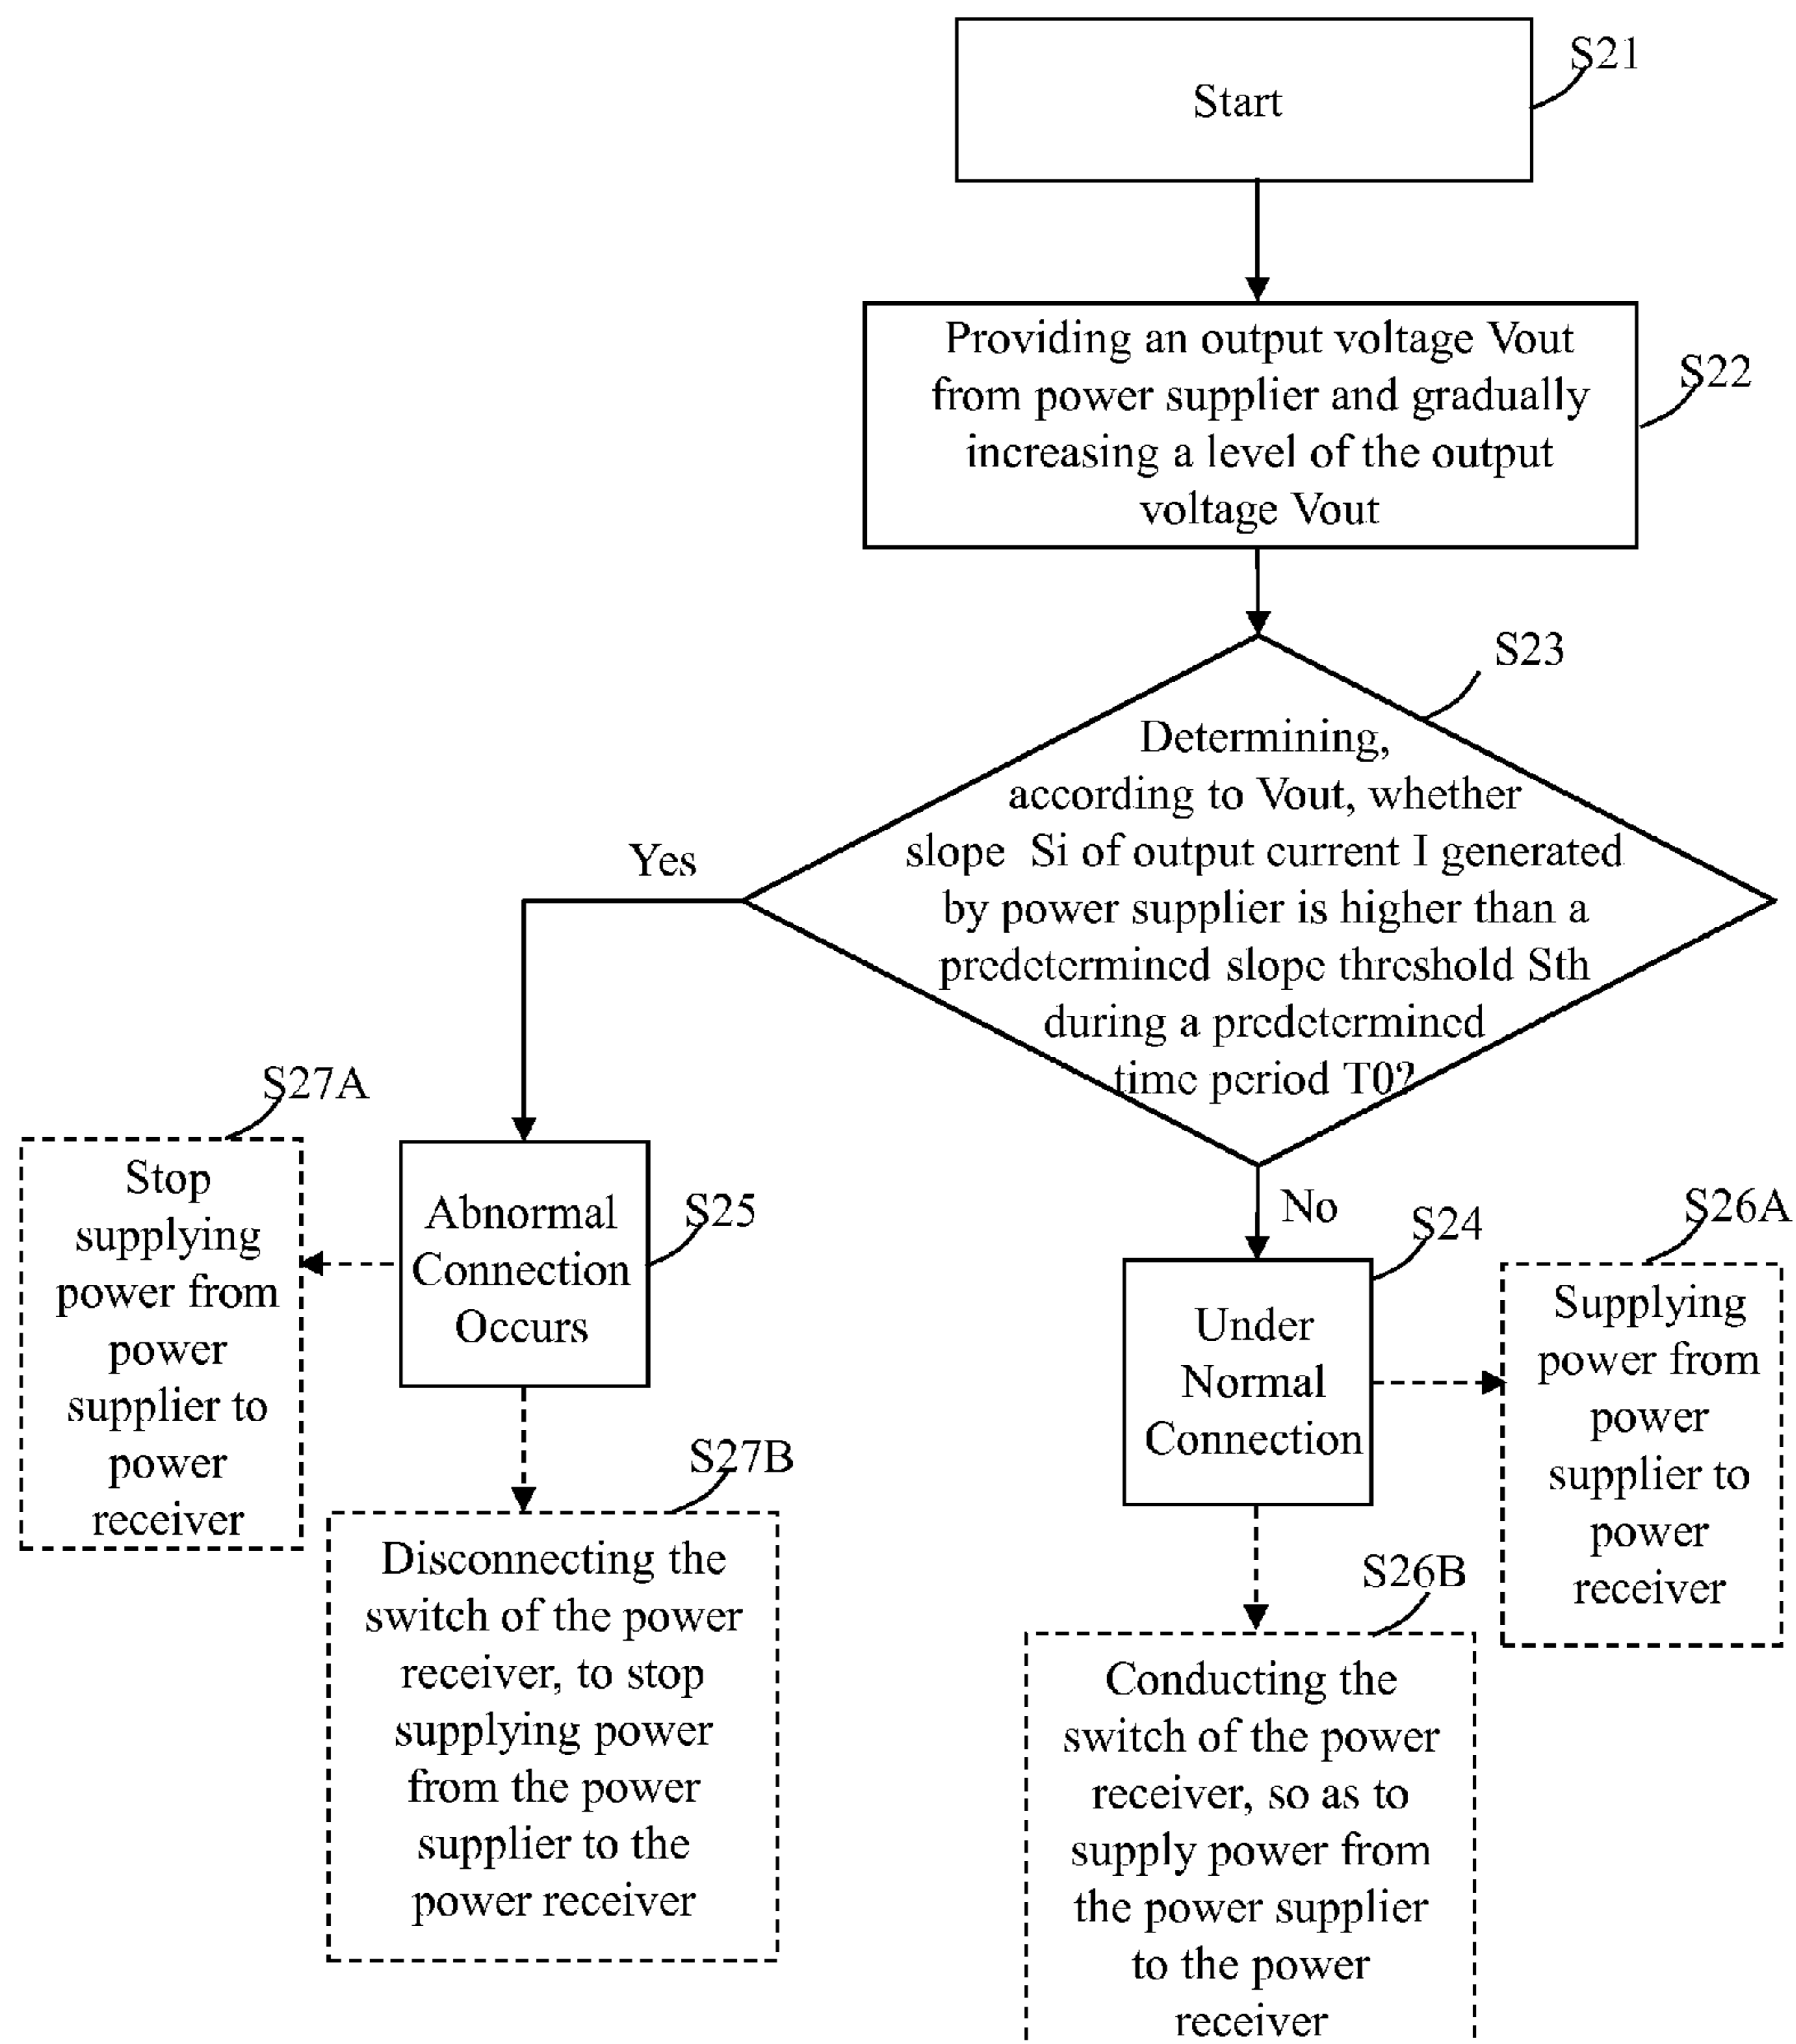 S21
Start
Providing an output voltage Vout
from power supplier and gradually
increasing a level of the output
voltage Vout
S22
S23
Determining,
according to Vout, whether
slope Si of output current I generated
by power supplier is higher than a
predetermined slope threshold Sth
during a predetermined
time period T0?
Yes
No
S27A
Stop
supplying
power from
power
supplier to
power
receiver
S25
Abnormal
Connection
Occurs
S27B
Disconnecting the
switch of the power
receiver, to stop
supplying power
from the power
supplier to the
power receiver
S24
Under
Normal
Connection
S26A
Supplying
power from
power
supplier to
power
receiver
S26B
Conducting the
switch of the power
receiver, so as to
supply power from
the power supplier
to the power
receiver